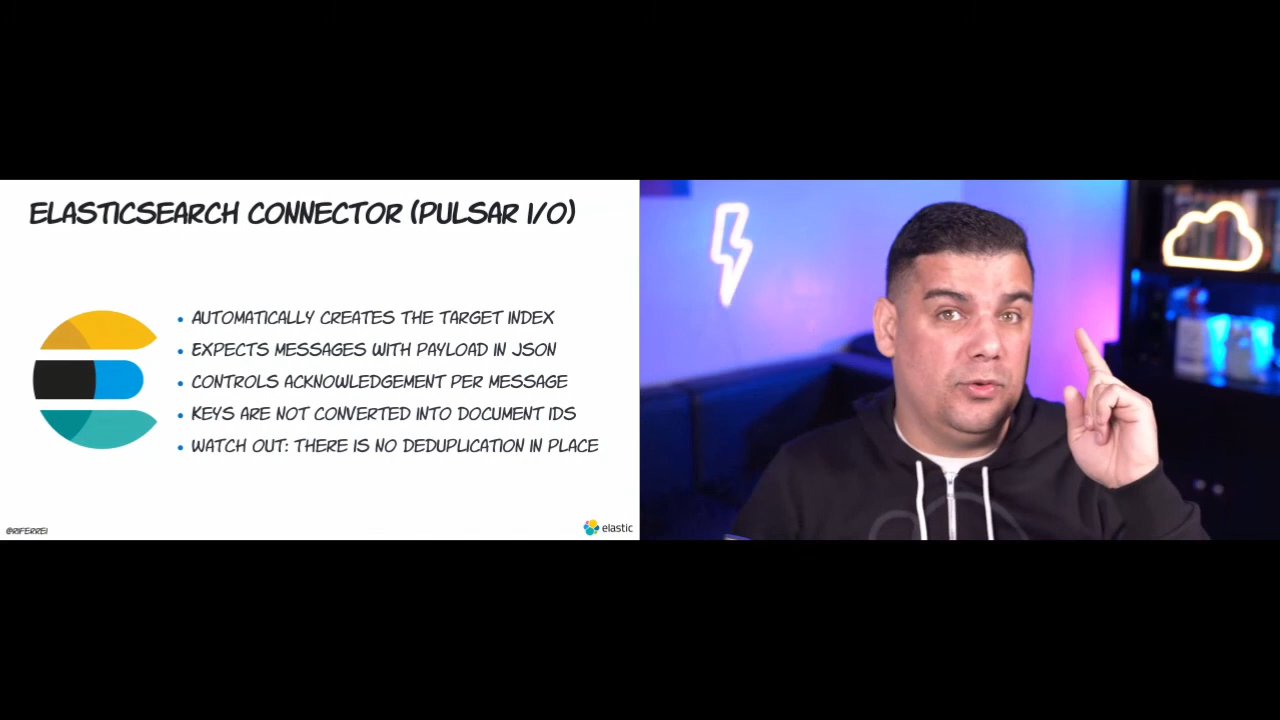 ELASTICSEARCH CONNECTOR (PULSAR I/O)
• AUTOMATICALLY CREATES THE TARGET INDEX
• EXPECTS MESSAGES WITH PAYLOAD IN JSON
• CONTROLS ACKNOWLEDGEMENT PER MESSAGE
• KEYS ARE NOT CONVERTED INTO DOCUMENT IDS
• WATCH OUT: THERE IS NO DEDUPLICATION IN PLACE
@RIFERREI
elastic